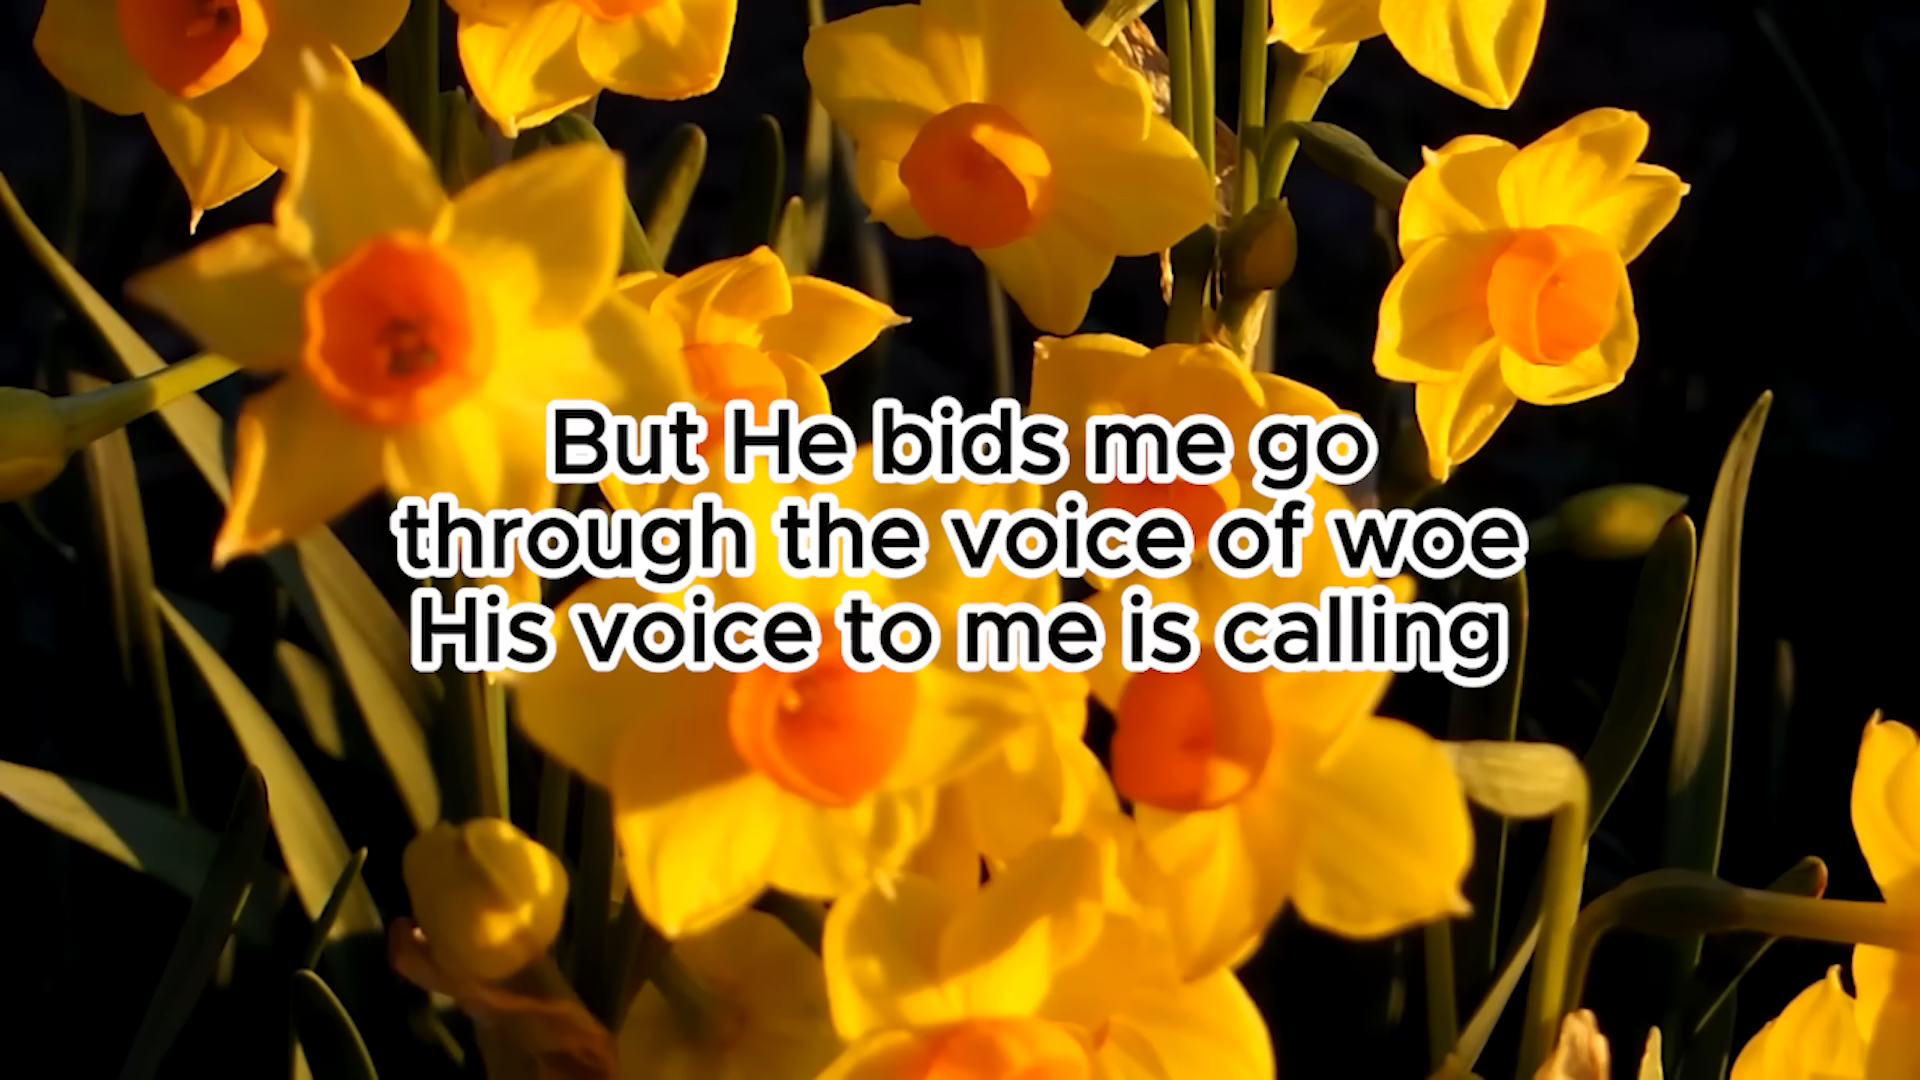 But He bids me go
through the voice of woe
His voice to me is calling